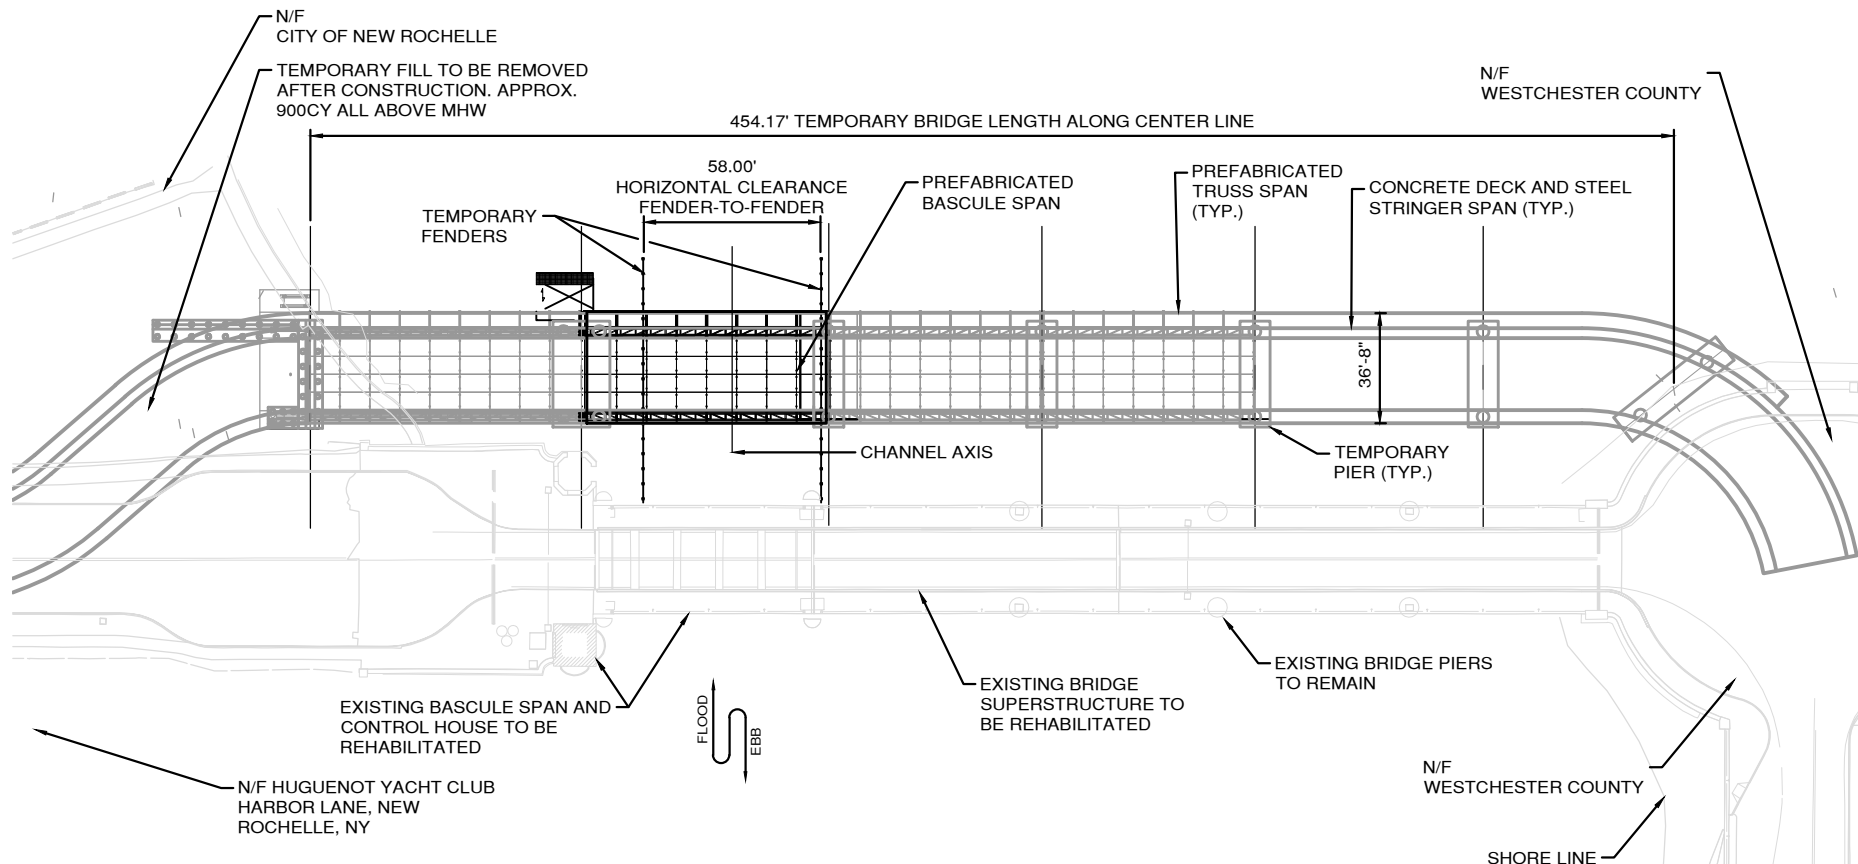 N/F
CITY OF NEW ROCHELLE
TEMPORARY FILL TO BE REMOVED
AFTER CONSTRUCTION. APPROX.
900CY ALL ABOVE MHW
N/F
WESTCHESTER COUNTY
454.17' TEMPORARY BRIDGE LENGTH ALONG CENTER LINE
58.00'
HORIZONTAL CLEARANCE
FENDER-TO-FENDER
TEMPORARY
FENDERS
PREFABRICATED
BASCULE SPAN
PREFABRICATED
TRUSS SPAN
(TYP.)
CONCRETE DECK AND STEEL
STRINGER SPAN (TYP.)
36'-8"
CHANNEL AXIS
TEMPORARY
PIER (TYP.)
EXISTING BASCULE SPAN AND
CONTROL HOUSE TO BE
REHABILITATED
FLOOD
EBB
EXISTING BRIDGE
SUPERSTRUCTURE TO
BE REHABILITATED
EXISTING BRIDGE PIERS
TO REMAIN
N/F HUGUENOT YACHT CLUB
HARBOR LANE, NEW
ROCHELLE, NY
N/F
WESTCHESTER COUNTY
SHORE LINE